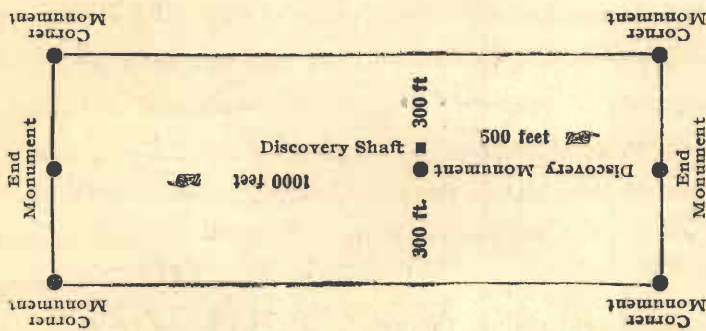 Corner
Monument
Corner
Monument
End
Monument
300 ft
500 feet
Discovery Shaft
Discovery Monument
1000 feet
300 ft.
End
Monument
Corner
Monument
Corner
Monument